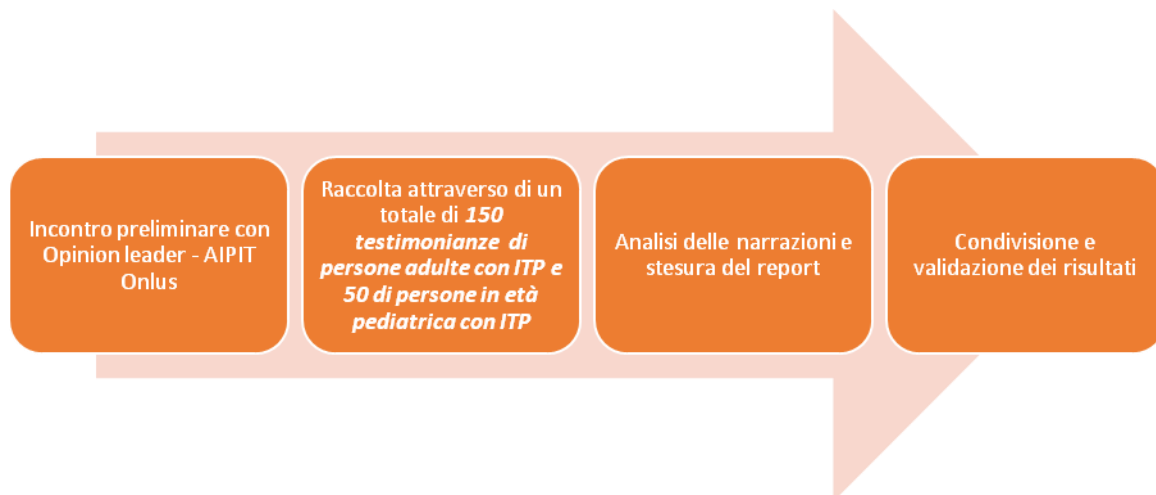 Incontro preliminare con
Opinion leader - AIPIT
Onlus
Raccolta attraverso di un
totale di 150
testimonianze di
persone adulte con ITP e
50 di persone in età
pediatrica con ITP
Analisi delle narrazioni e
stesura del report
Condivisione e
validazione dei risultati